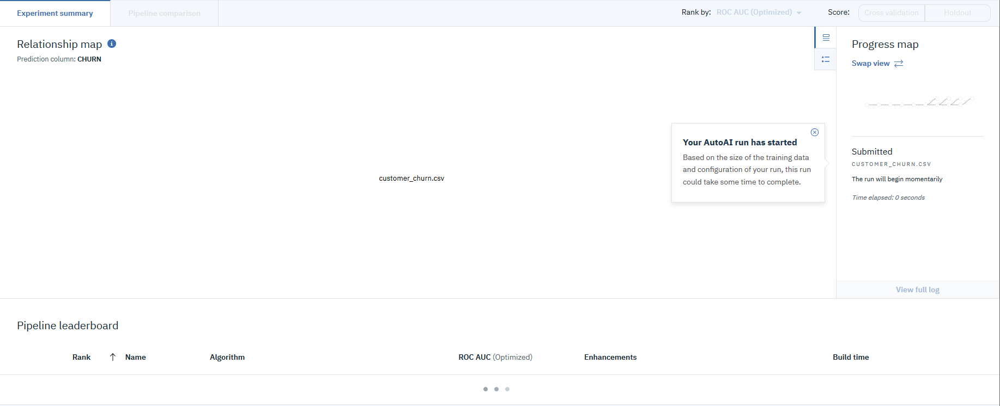 Experiment summary
Pipeline comparison
Rank by: ROC AUC (Optimized)
Score: Cross validation Holdout
Relationship map
Prediction column: CHURN
customer_churn.csv
Your AutoAI run has started
Based on the size of the training data
and configuration of your run, this run
could take some time to complete.
Progress map
Swap view
Submitted
CUSTOMER_CHURN.CSV
The run will begin momentarily
Time elapsed: 0 seconds
View full log
Pipeline leaderboard
Rank Name Algorithm ROC AUC (Optimized) Enhancements Build time